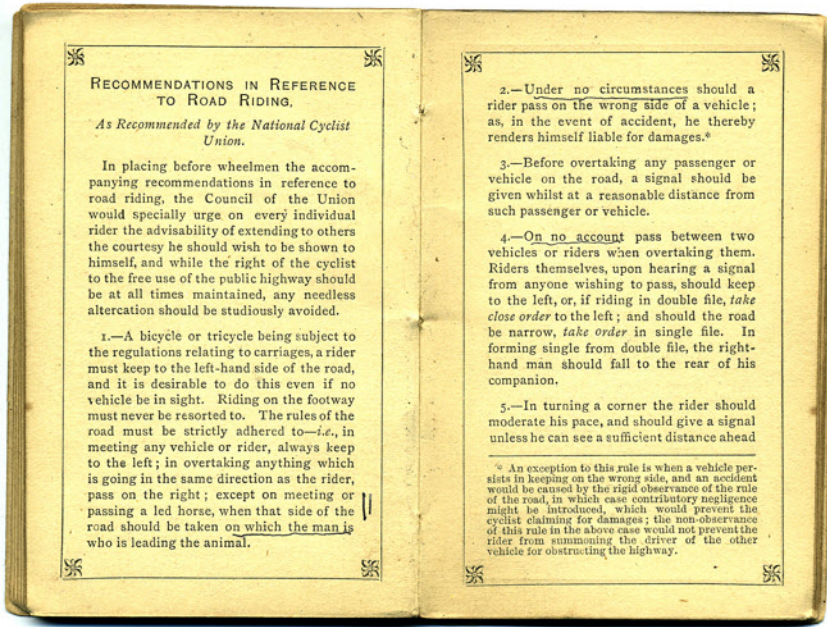 RECOMMENDATIONS IN REFERENCE
TO ROAD RIDING,
As Recommended by the National Cyclist
Union.
In placing before wheelmen the accom-
panying recommendations in reference to
road riding, the Council of the Union
would specially urge on every individual
rider the advisability of extending to others
the courtesy he should wish to be shown to
himself, and while the right of the cyclist
to the free use of the public highway should
be at all times maintained, any needless
altercation should be studiously avoided.
1.—A bicycle or tricycle being subject to
the regulations relating to carriages, a rider
must keep to the left-hand side of the road,
and it is desirable to do this even if no
vehicle be in sight. Riding on the footway
must never be resorted to. The rules of the
road must be strictly adhered to—i.e., in
meeting any vehicle or rider, always keep
to the left; in overtaking anything which
is going in the same direction as the rider,
pass on the right; except on meeting or
passing a led horse, when that side of the
road should be taken on which the man is
who is leading the animal.
2.—Under no circumstances should a
rider pass on the wrong side of a vehicle;
as, in the event of accident, he thereby
renders himself liable for damages.*
3.—Before overtaking any passenger or
vehicle on the road, a signal should be
given whilst at a reasonable distance from
such passenger or vehicle.
4.—On no account pass between two
vehicles or riders when overtaking them.
Riders themselves, upon hearing a signal
from anyone wishing to pass, should keep
to the left, or, if riding in double file, take
close order to the left; and should the road
be narrow, take order in single file. In
forming single from double file, the right-
hand man should fall to the rear of his
companion.
5.—In turning a corner the rider should
moderate his pace, and should give a signal
unless he can see a sufficient distance ahead
* An exception to this rule is when a vehicle per-
sists in keeping on the wrong side, and an accident
would be caused by the rigid observance of the rule
of the road, in which case contributory negligence
might be introduced, which would prevent the
cyclist claiming for damages; the non-observance
of this rule in the above case would not prevent the
rider from summoning the driver of the other
vehicle for obstructing the highway.